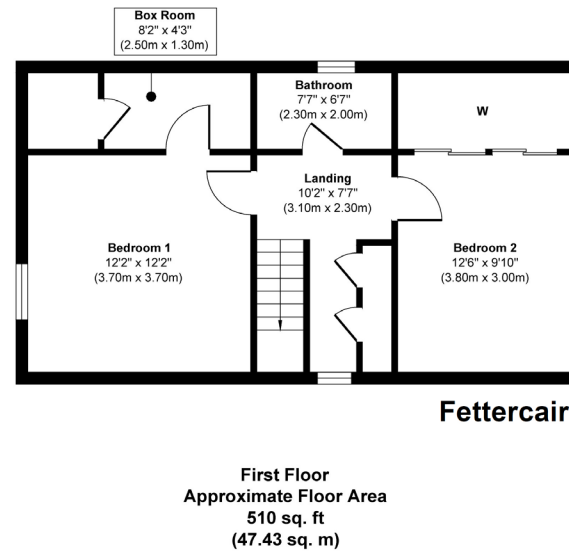 Box Room
8'2" x 4'3"
(2.50m x 1.30m)
Bathroom
7'7" x 6'7"
(2.30m x 2.00m)
W
Landing
10'2" x 7'7"
(3.10m x 2.30m)
Bedroom 1
12'2" x 12'2"
(3.70m x 3.70m)
Bedroom 2
12'6" x 9'10"
(3.80m x 3.00m)
Fettercair
First Floor
Approximate Floor Area
510 sq. ft
(47.43 sq. m)